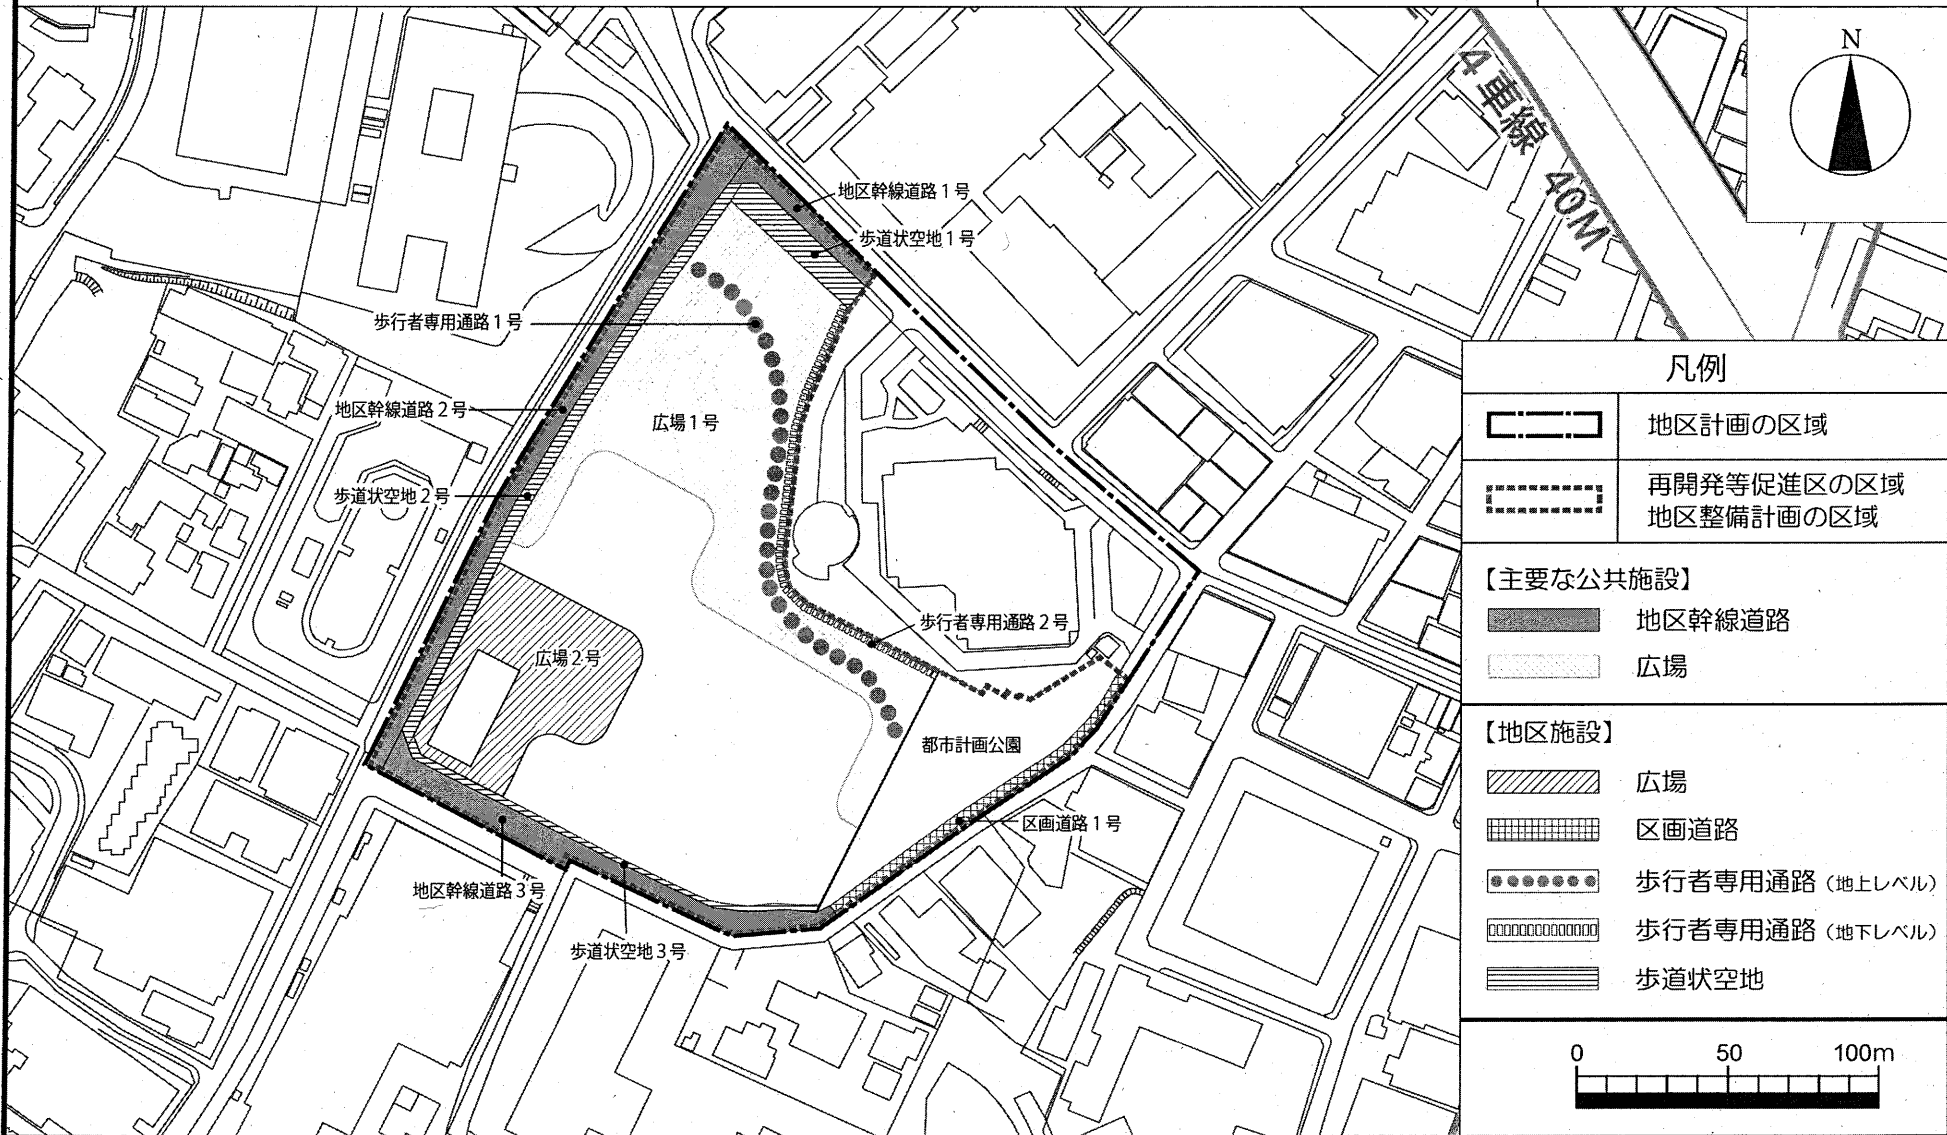 N
4車線
40M
地区幹線道路1号
歩道状空地1号
歩行者専用通路1号
地区幹線道路2号
広場1号
歩道状空地2号
歩行者専用通路2号
広場2号
都市計画公園
区画道路1号
地区幹線道路3号
歩道状空地3号
凡例
地区計画の区域
再開発等促進区の区域
地区整備計画の区域
【主要な公共施設】
地区幹線道路
広場
【地区施設】
広場
区画道路
歩行者専用通路（地上レベル）
歩行者専用通路（地下レベル）
歩道状空地
0 50 100m